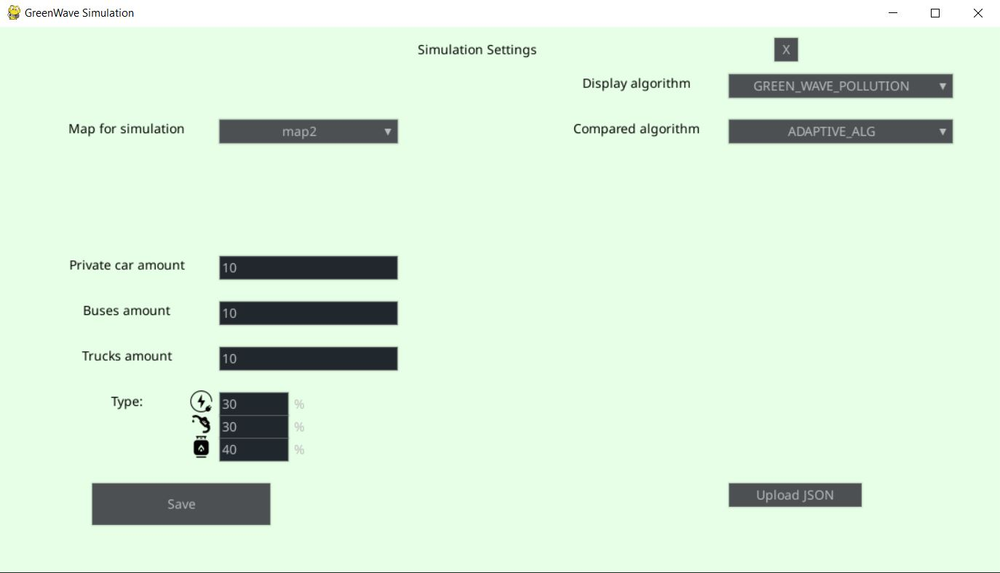 GreenWave Simulation
Simulation Settings X
Display algorithm GREEN_WAVE_POLLUTION ▼
Map for simulation map2 ▼ Compared algorithm ADAPTIVE_ALG ▼
Private car amount 10
Buses amount 10
Trucks amount 10
Type: 30 %
30 %
40 %
Save Upload JSON